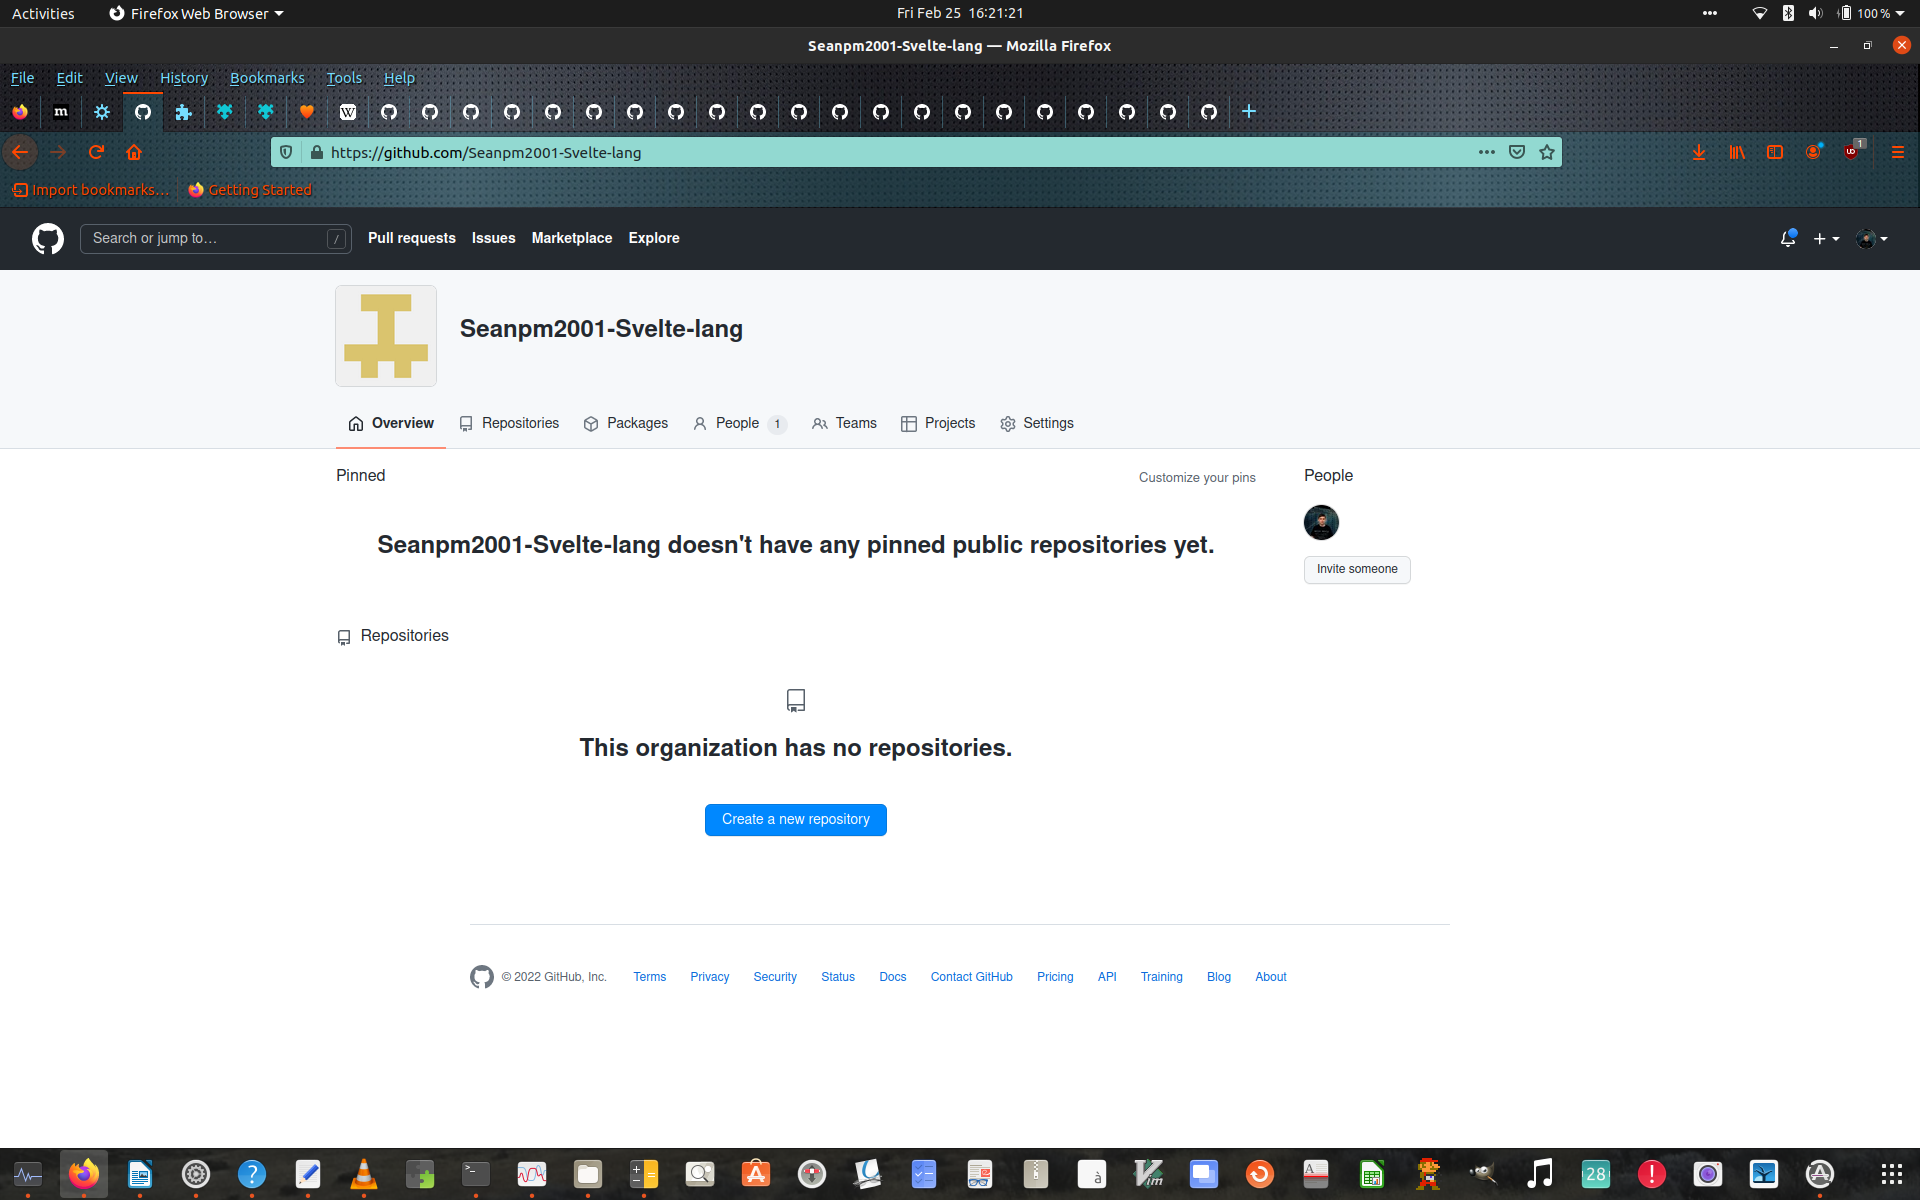 Activities
Firefox Web Browser
Fri Feb 25 16:21:21
100 %
Seanpm2001-Svelte-lang — Mozilla Firefox
File Edit View History Bookmarks Tools Help
m
W
https://github.com/Seanpm2001-Svelte-lang
1
Import bookmarks…
Getting Started
Search or jump to…
/
Pull requests Issues Marketplace Explore
Seanpm2001-Svelte-lang
Overview Repositories Packages People 1 Teams Projects Settings
Pinned
Customize your pins
Seanpm2001-Svelte-lang doesn't have any pinned public repositories yet.
People
Invite someone
Repositories
This organization has no repositories.
Create a new repository
© 2022 GitHub, Inc. Terms Privacy Security Status Docs Contact GitHub Pricing API Training Blog About
28